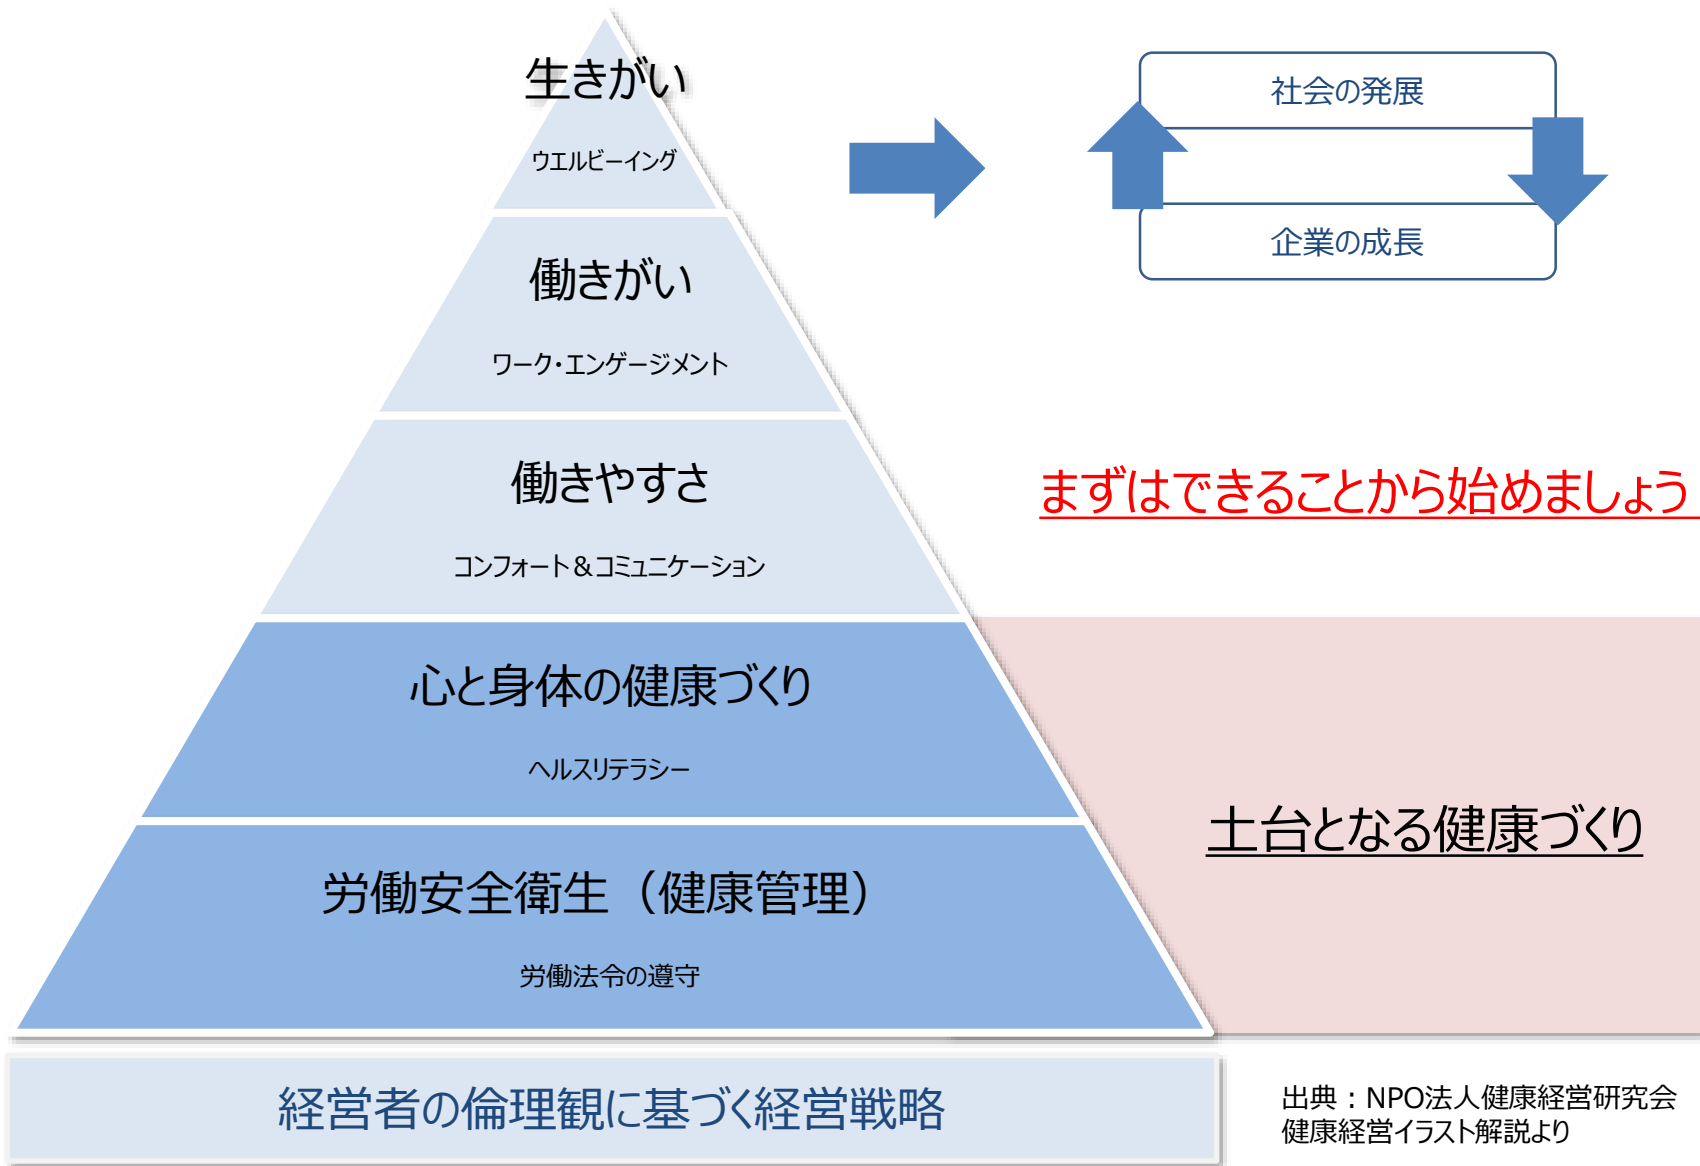 生きがい
ウエルビーイング
社会の発展
企業の成長
働きがい
ワーク・エンゲージメント
働きやすさ
コンフォート＆コミュニケーション
まずはできることから始めましょう
心と身体の健康づくり
ヘルスリテラシー
土台となる健康づくり
労働安全衛生（健康管理）
労働法令の遵守
経営者の倫理観に基づく経営戦略
出典：NPO法人健康経営研究会
健康経営イラスト解説より